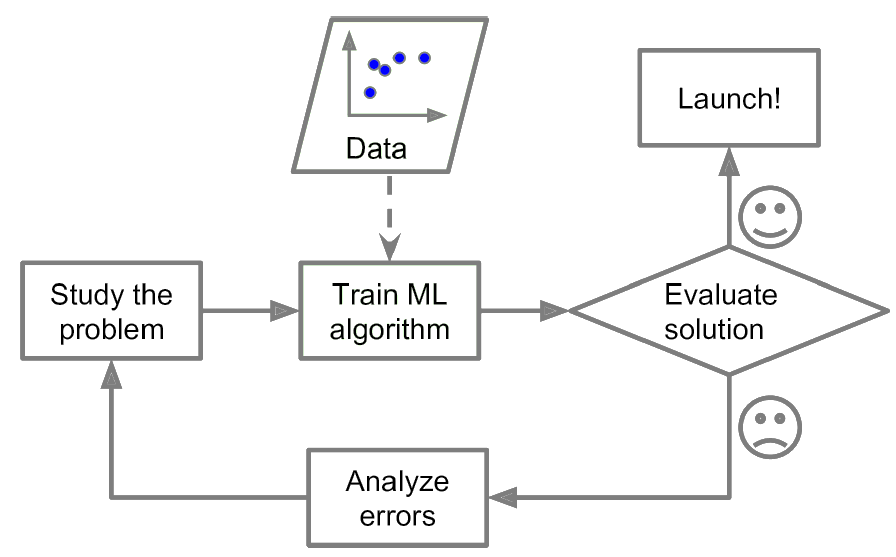 Data
Launch!
Study the
problem
Train ML
algorithm
Evaluate
solution
Analyze
errors